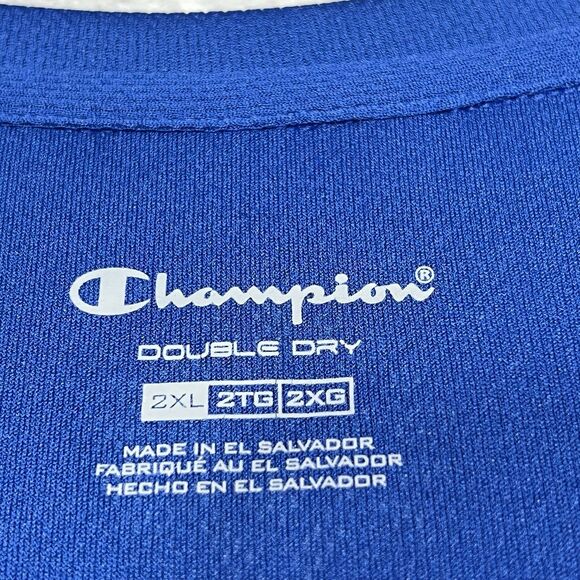 Champion®
DOUBLE DRY
2XL 2TG 2XG
MADE IN EL SALVADOR
FABRIQUÉ AU EL SALVADOR
HECHO EN EL SALVADOR